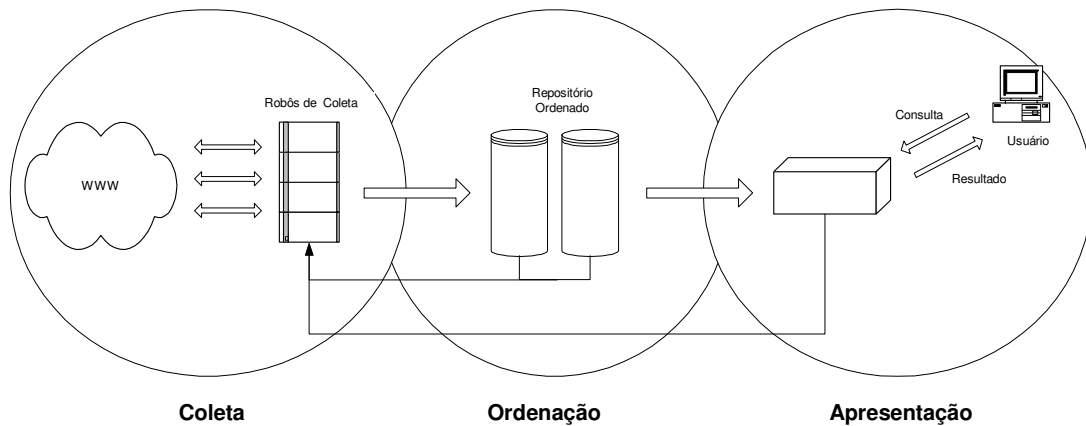 Robôs de Coleta
WWW
Repositório
Ordenado
Consulta
Usuário
Resultado
Coleta
Ordenação
Apresentação